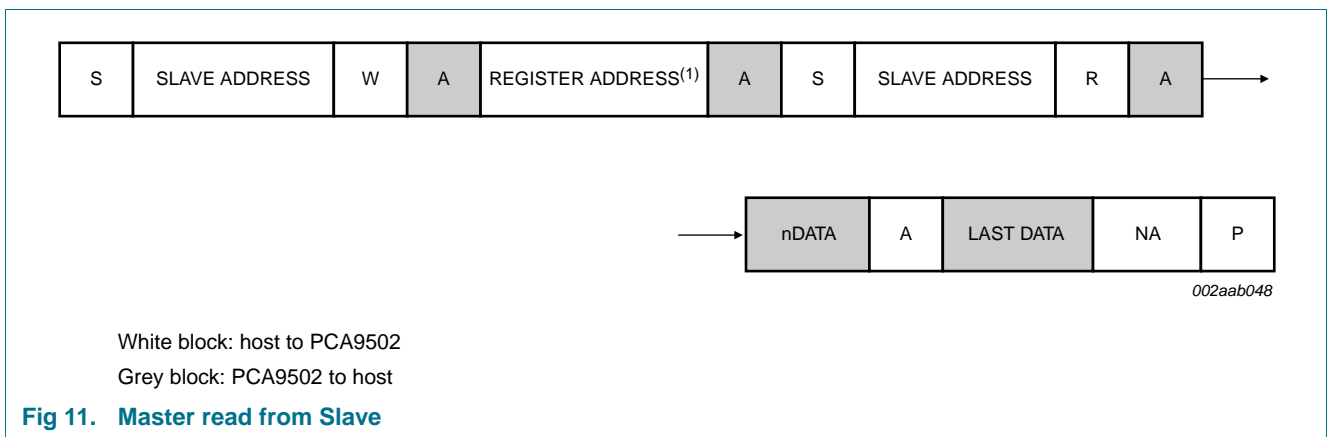 S SLAVE ADDRESS W A REGISTER ADDRESS(1) A S SLAVE ADDRESS R A
nDATA A LAST DATA NA P
002aab048
White block: host to PCA9502
Grey block: PCA9502 to host
Fig 11. Master read from Slave